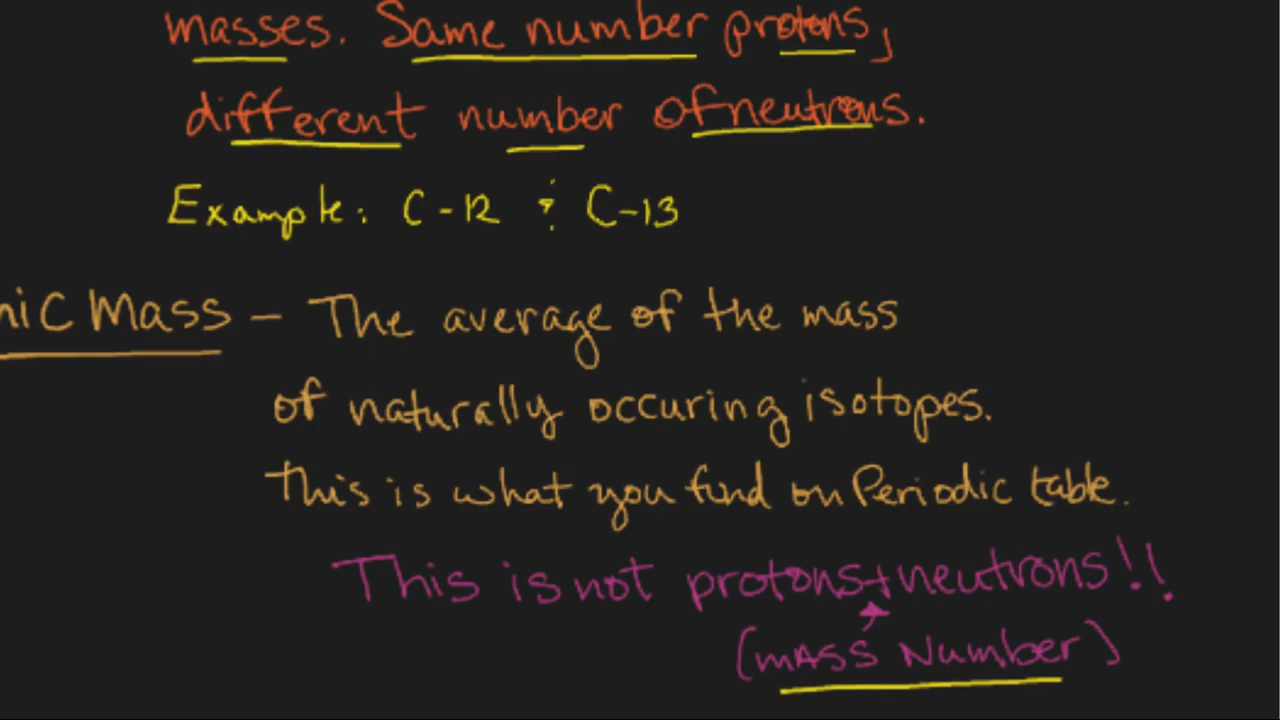 masses. Same number protons,
different number of neutrons.
Example: C-12 & C-13
nic Mass - The average of the mass
of naturally occuring isotopes.
This is what you find on Periodic table.
This is not protons+neutrons!!
(mass Number)